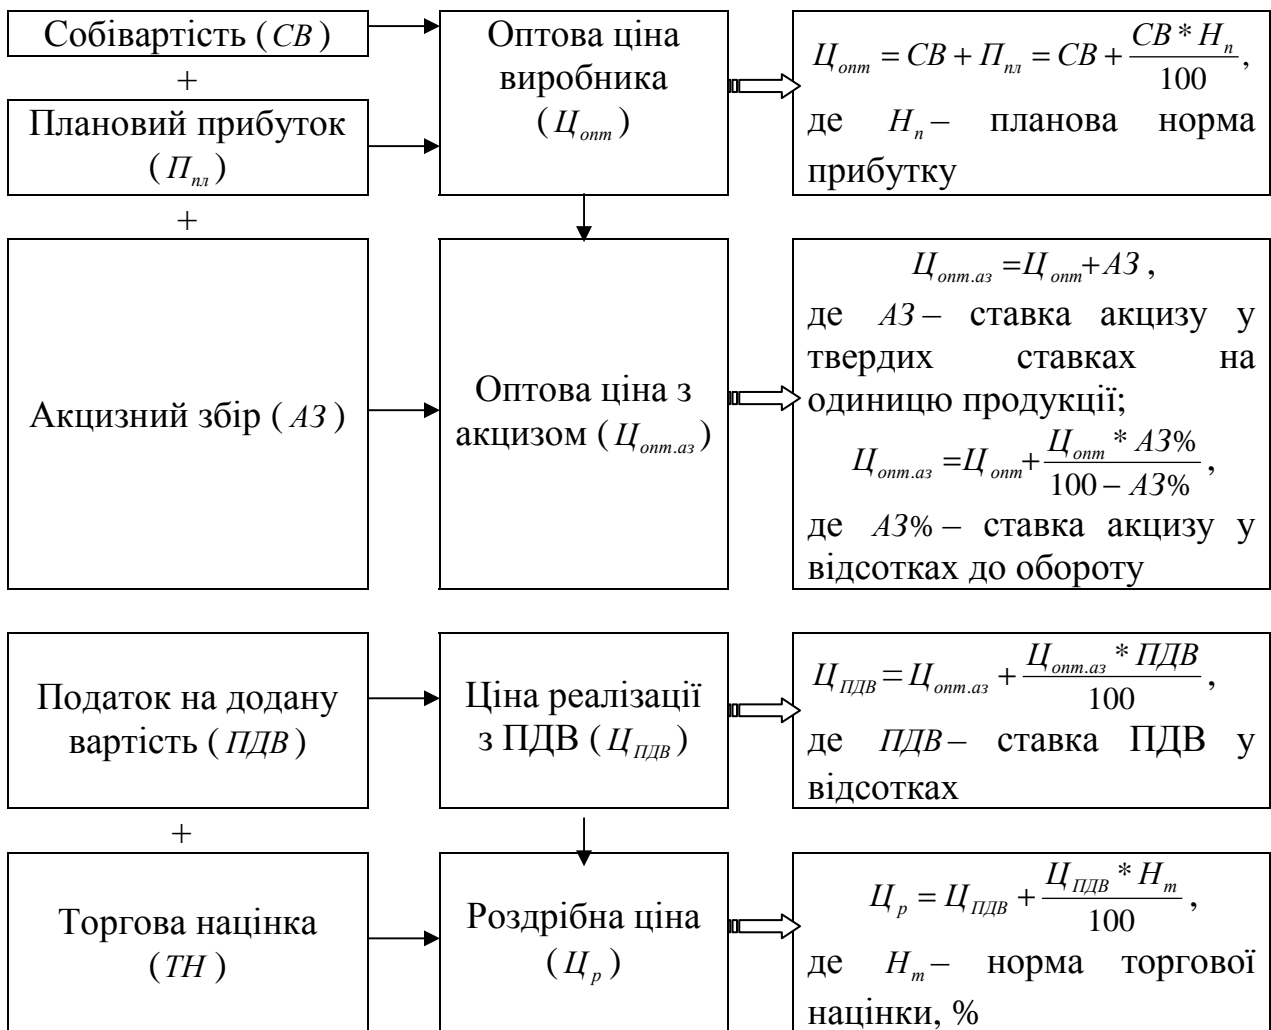 Собівартість (СВ)
+
Плановий прибуток
(П_пл)
+
Оптова ціна
виробника
(Ц_опт)
Ц_опт = СВ + П_пл = СВ + СВ * Н_п / 100,
де Н_п – планова норма
прибутку
Акцизний збір (АЗ)
Оптова ціна з
акцизом (Ц_опт.аз)
Ц_опт.аз = Ц_опт + АЗ,
де АЗ – ставка акцизу у
твердих ставках на
одиницю продукції;
Ц_опт.аз = Ц_опт + Ц_опт * АЗ% / 100 – АЗ%,
де АЗ% – ставка акцизу у
відсотках до обороту
Податок на додану
вартість (ПДВ)
+
Ціна реалізації
з ПДВ (Ц_ПДВ)
Ц_ПДВ = Ц_опт.аз + Ц_опт.аз * ПДВ / 100,
де ПДВ – ставка ПДВ у
відсотках
Торгова націнка
(ТН)
Роздрібна ціна
(Ц_р)
Ц_р = Ц_ПДВ + Ц_ПДВ * Н_т / 100,
де Н_т – норма торгової
націнки, %